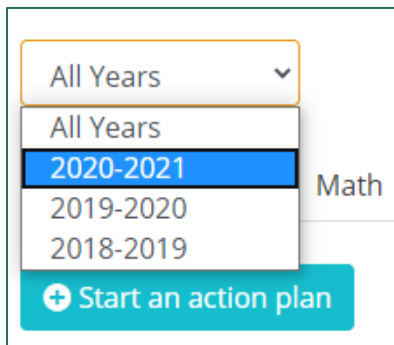 All Years
All Years
2020-2021
Math
2019-2020
2018-2019
Start an action plan